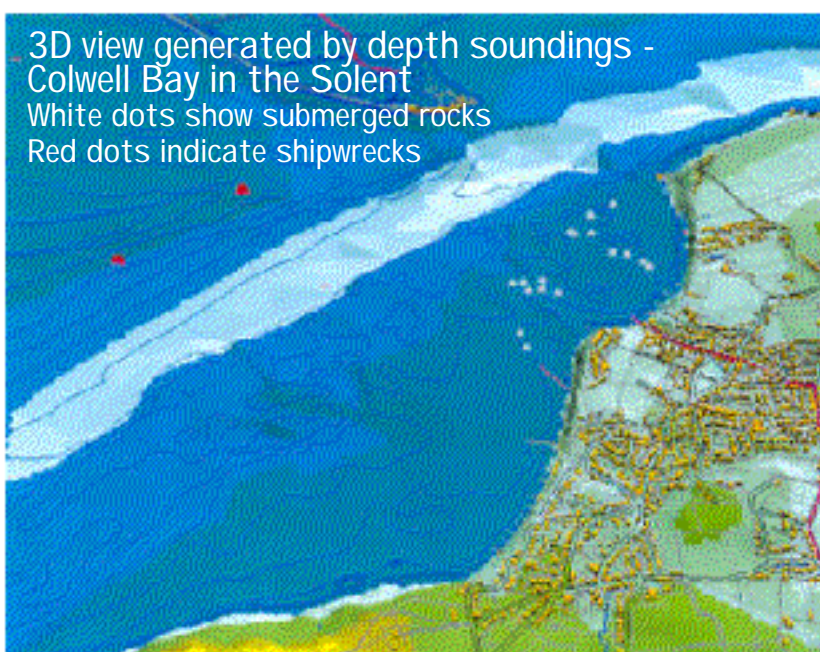 3D view generated by depth soundings -
Colwell Bay in the Solent
White dots show submerged rocks
Red dots indicate shipwrecks